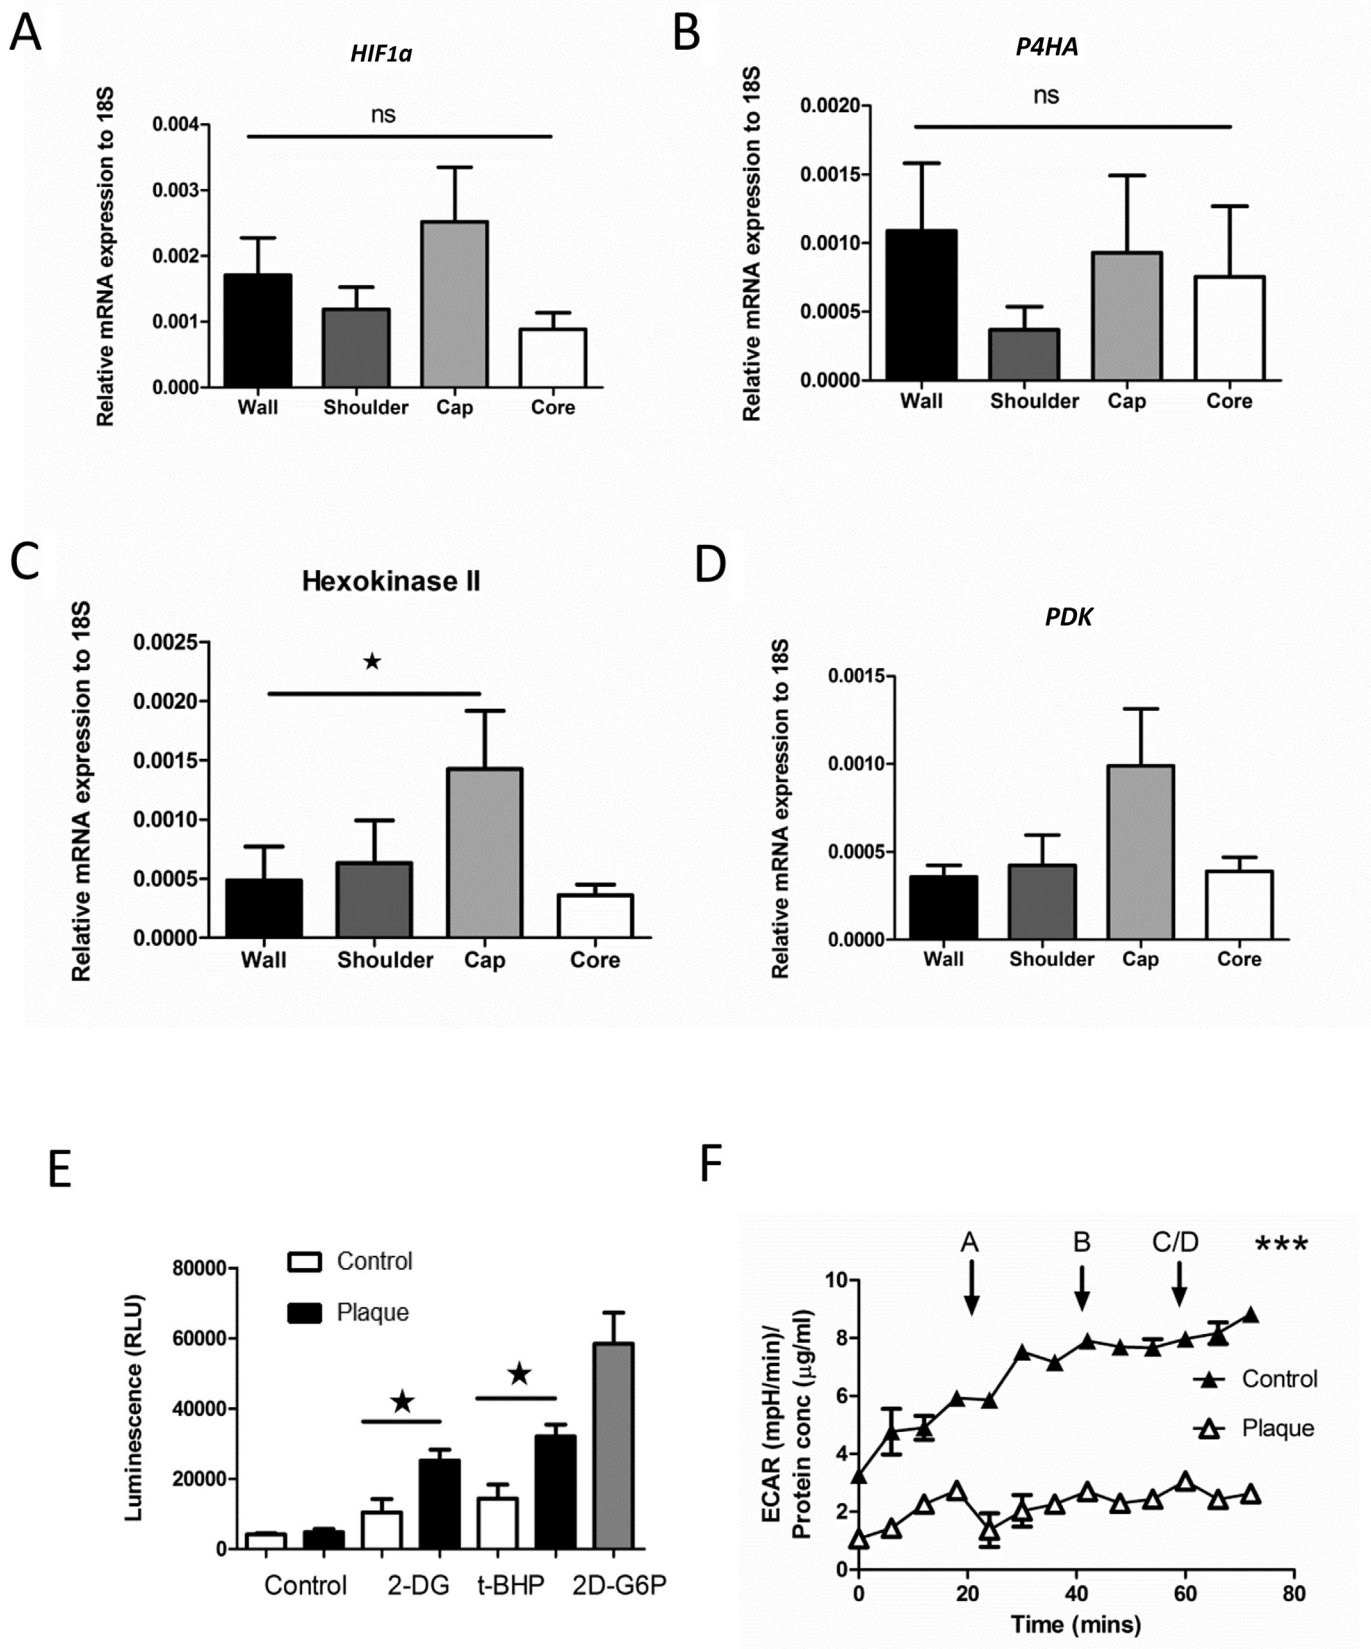 A
HIF1a
Relative mRNA expression to 18S
ns
0.004
0.003
0.002
0.001
0.000
Wall Shoulder Cap Core
B
P4HA
Relative mRNA expression to 18S
ns
0.0020
0.0015
0.0010
0.0005
0.0000
Wall Shoulder Cap Core
C
Hexokinase II
Relative mRNA expression to 18S
★
0.0025
0.0020
0.0015
0.0010
0.0005
0.0000
Wall Shoulder Cap Core
D
PDK
Relative mRNA expression to 18S
0.0015
0.0010
0.0005
0.0000
Wall Shoulder Cap Core
E
Luminescence (RLU)
Control
Plaque
80000
60000
40000
20000
0
★ ★
Control 2-DG t-BHP 2D-G6P
F
A B C/D ***
ECAR (mpH/min)/
Protein conc (µg/ml)
10
8
6
4
2
0
Control
Plaque
0 20 40 60 80
Time (mins)